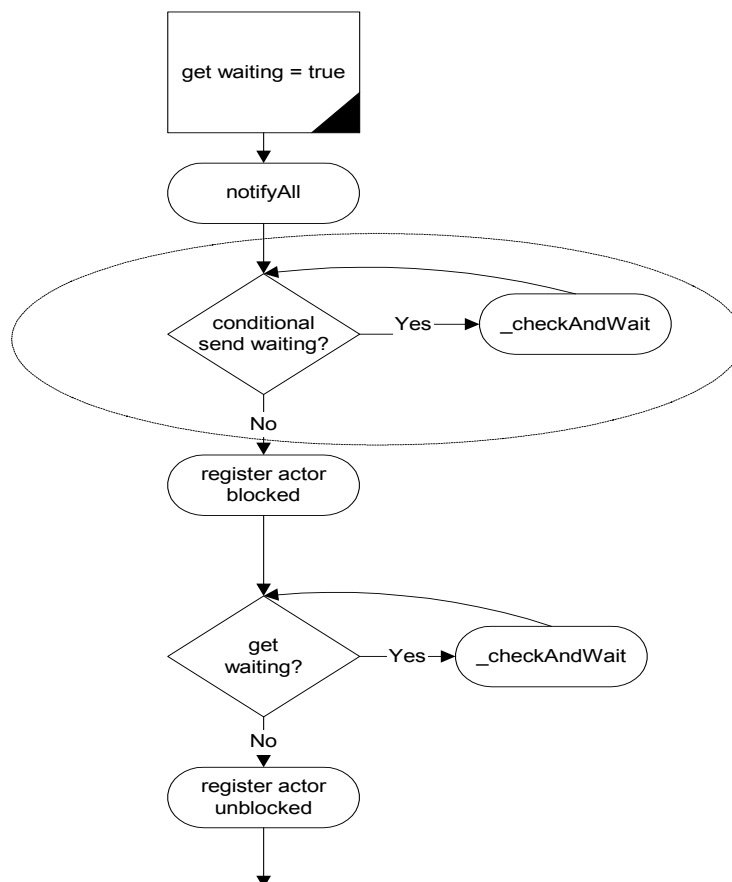 get waiting = true
notifyAll
conditional
send waiting?
Yes
_checkAndWait
No
register actor
blocked
get
waiting?
Yes
_checkAndWait
No
register actor
unblocked